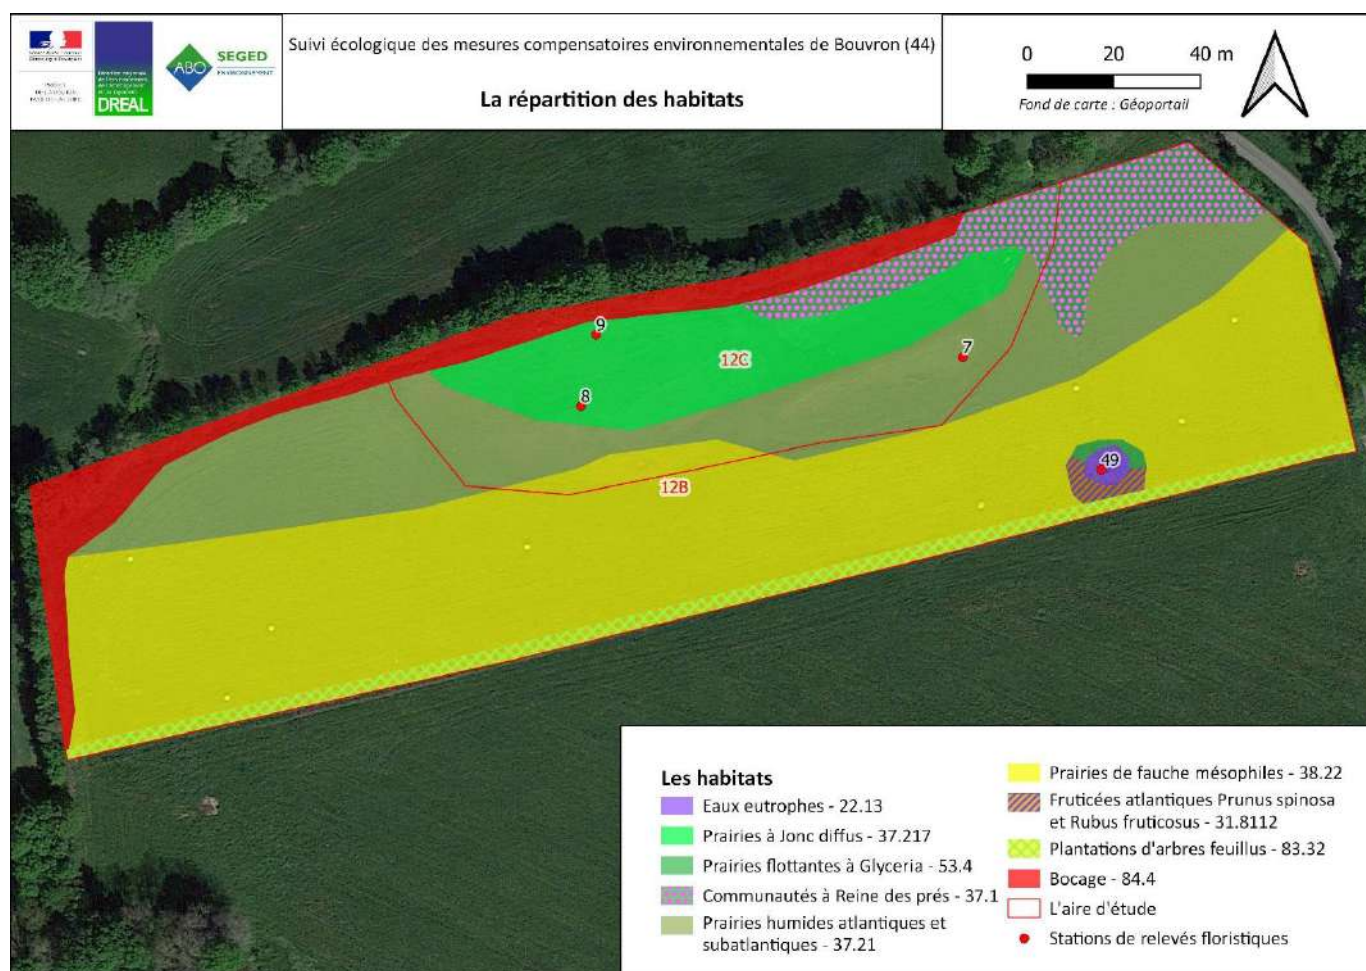 DREAL
ABO
SEGED
ENVIRONNEMENT
Suivi écologique des mesures compensatoires environnementales de Bouvron (44)
La répartition des habitats
0 20 40 m
Fond de carte : Géoportail
9
7
12C
8
49
12B
Les habitats
Eaux eutrophes - 22.13
Prairies à Jonc diffus - 37.217
Prairies flottantes à Glyceria - 53.4
Communautés à Reine des prés - 37.1
Prairies humides atlantiques et
subatlantiques - 37.21
Prairies de fauche mésophiles - 38.22
Fruticées atlantiques Prunus spinosa
et Rubus fruticosus - 31.8112
Plantations d'arbres feuillus - 83.32
Bocage - 84.4
L'aire d'étude
Stations de relevés floristiques